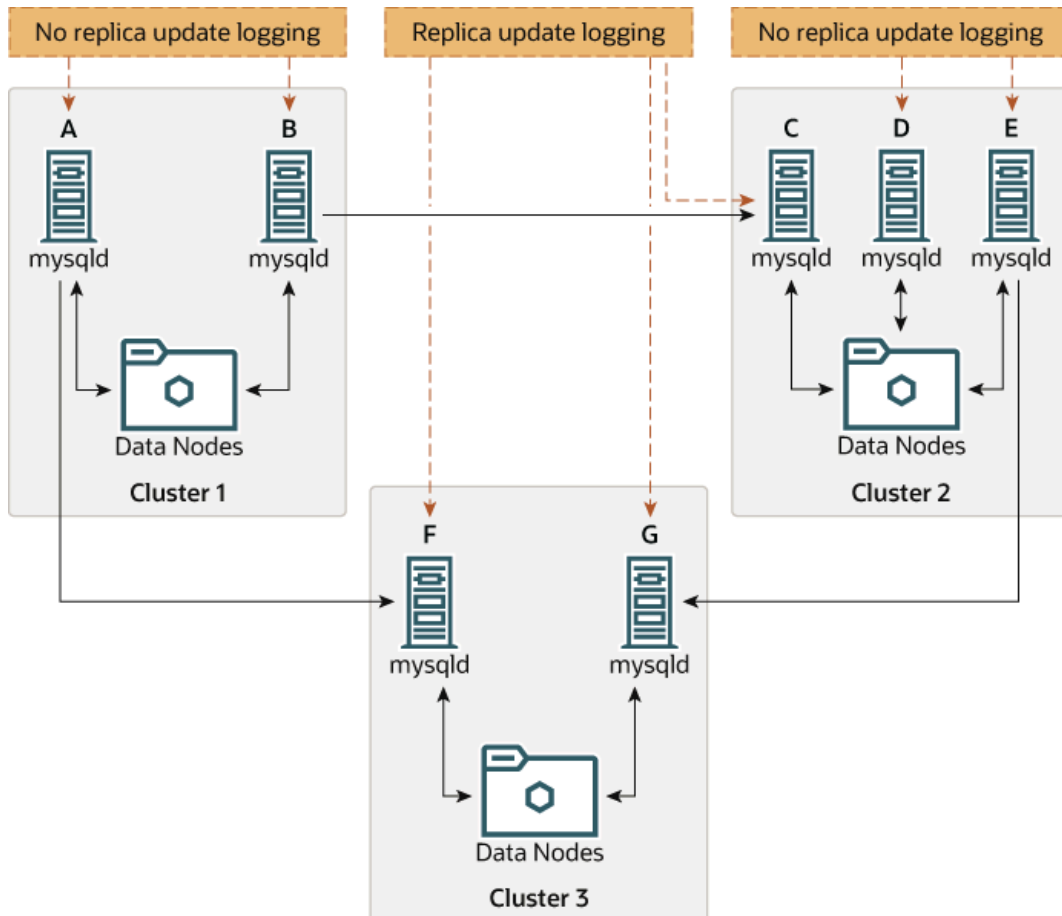 No replica update logging
Replica update logging
No replica update logging
A
B
C
D
E
mysqld
mysqld
mysqld
mysqld
mysqld
Data Nodes
Data Nodes
Cluster 1
Cluster 2
F
G
mysqld
mysqld
Data Nodes
Cluster 3